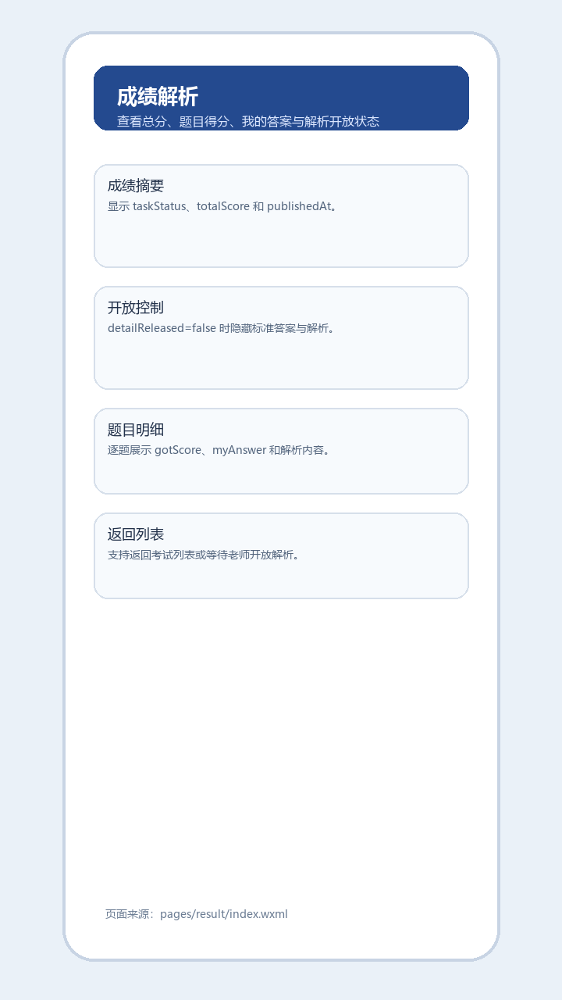 成绩解析
查看总分、题目得分、我的答案与解析开放状态
成绩摘要
显示 taskStatus、totalScore 和 publishedAt。
开放控制
detailReleased=false 时隐藏标准答案与解析。
题目明细
逐题展示 gotScore、myAnswer 和解析内容。
返回列表
支持返回考试列表或等待老师开放解析。
页面来源：pages/result/index.wxml